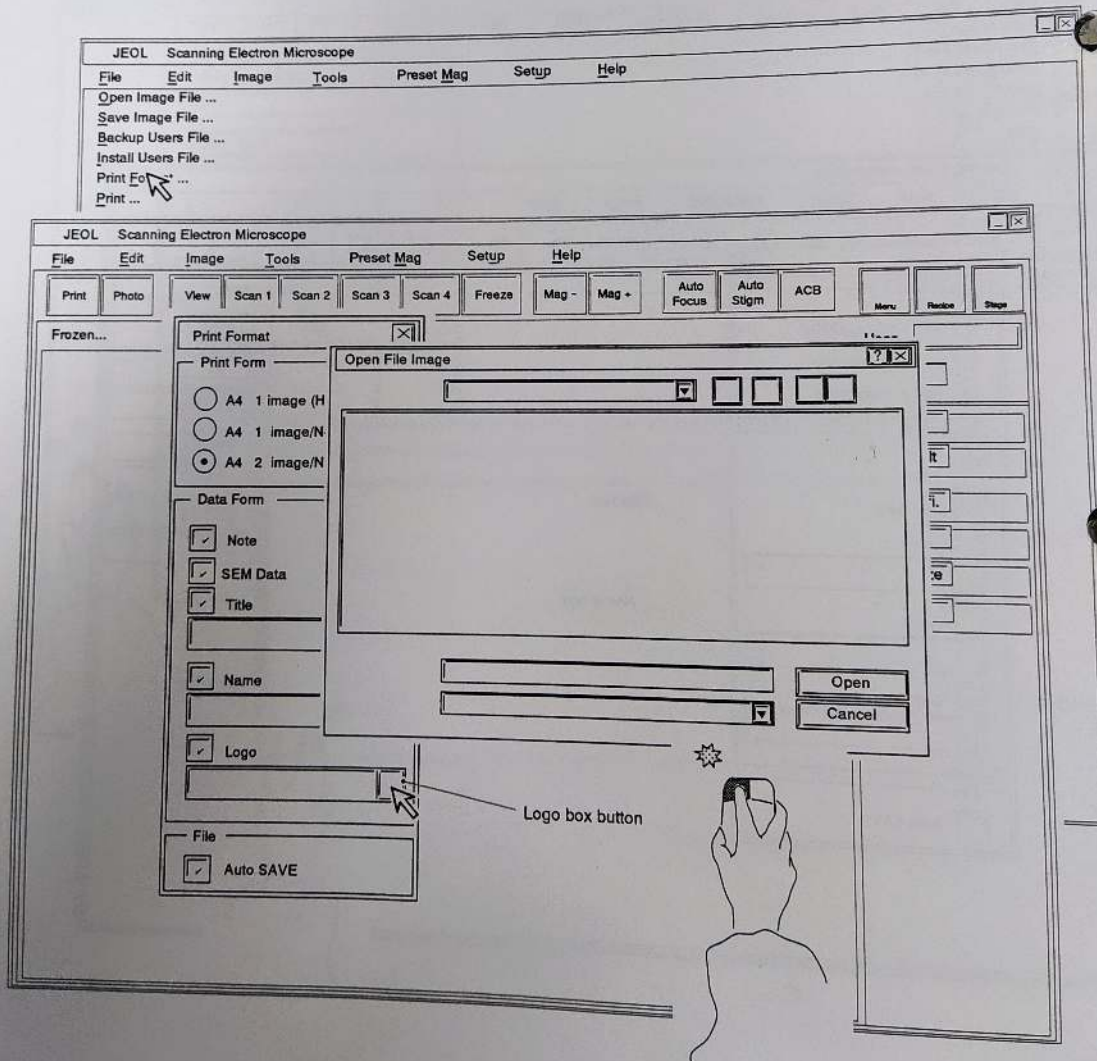 JEOL Scanning Electron Microscope
File Edit Image Tools Preset Mag Setup Help
Open Image File ...
Save Image File ...
Backup Users File ...
Install Users File ...
Print Fo ...
Print ...
JEOL Scanning Electron Microscope
File Edit Image Tools Preset Mag Setup Help
Print Photo View Scan 1 Scan 2 Scan 3 Scan 4 Freeze Mag - Mag + Auto Focus Auto Stigm ACB Menu Recipe Stage
Frozen...
Print Format
Print Form
A4 1 image (H
A4 1 image/N
A4 2 image/N
Data Form
Note
SEM Data
Title
Name
Logo
File
Auto SAVE
Open File Image
?
Open
Cancel
lt
i.
te
Logo box button